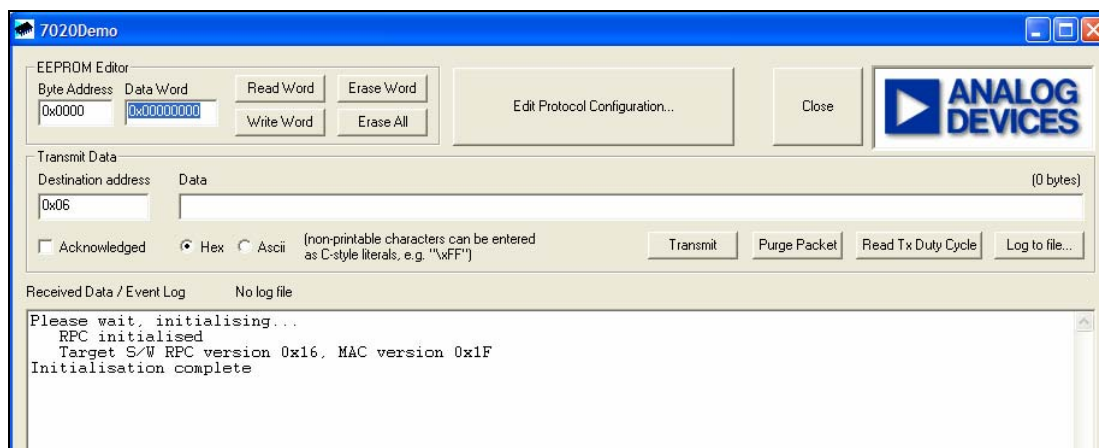 7020Demo
EEPROM Editor
Byte Address Data Word
0x0000 0x00000000
Read Word Erase Word
Write Word Erase All
Edit Protocol Configuration...
Close
ANALOG
DEVICES
Transmit Data
Destination address Data (0 bytes)
0x06
Acknowledged Hex Ascii (non-printable characters can be entered
as C-style literals, e.g. "\xFF")
Transmit Purge Packet Read Tx Duty Cycle Log to file...
Received Data / Event Log No log file
Please wait, initialising...
RPC initialised
Target S/W RPC version 0x16, MAC version 0x1F
Initialisation complete